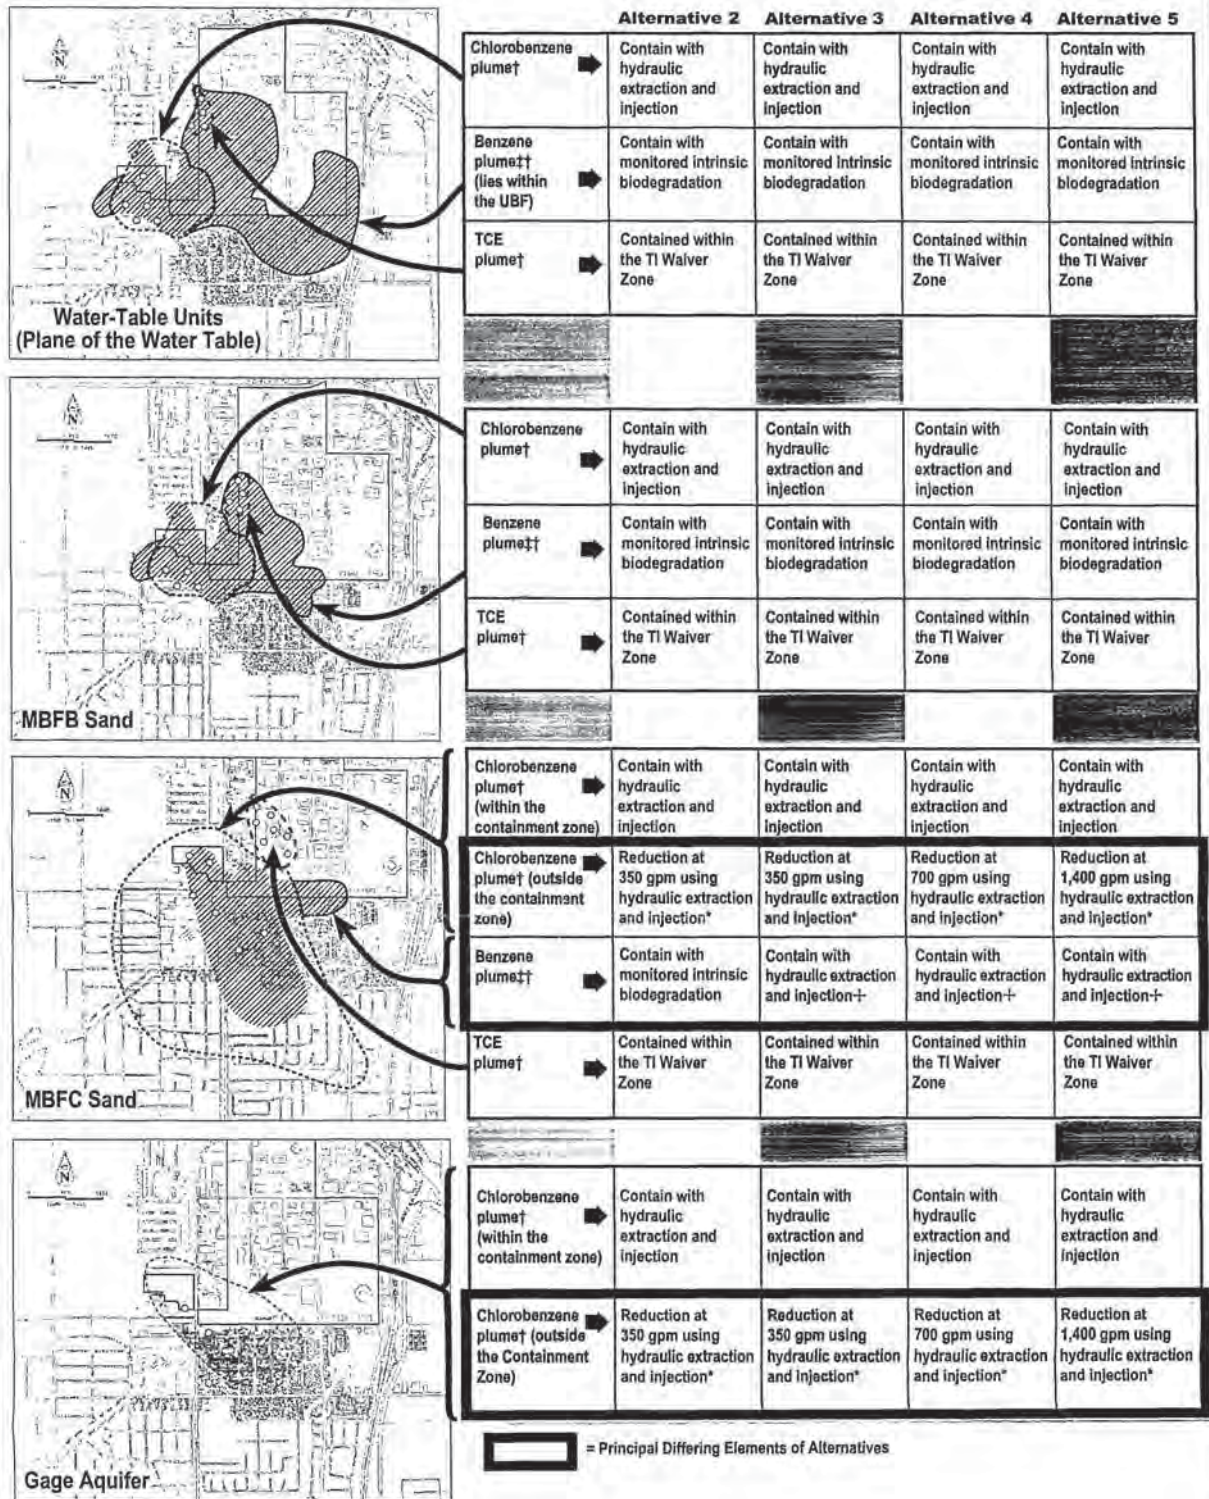 Alternative 2 Alternative 3 Alternative 4 Alternative 5
N
Water-Table Units
(Plane of the Water Table)
Chlorobenzene
plume†
Contain with
hydraulic
extraction and
injection
Contain with
hydraulic
extraction and
injection
Contain with
hydraulic
extraction and
injection
Contain with
hydraulic
extraction and
injection
Benzene
plume‡†
(lies within
the UBF)
Contain with
monitored intrinsic
biodegradation
Contain with
monitored intrinsic
biodegradation
Contain with
monitored intrinsic
biodegradation
Contain with
monitored intrinsic
biodegradation
TCE
plume†
Contained within
the TI Waiver
Zone
Contained within
the TI Waiver
Zone
Contained within
the TI Waiver
Zone
Contained within
the TI Waiver
Zone
N
MBFB Sand
Chlorobenzene
plume†
Contain with
hydraulic
extraction and
injection
Contain with
hydraulic
extraction and
injection
Contain with
hydraulic
extraction and
injection
Contain with
hydraulic
extraction and
injection
Benzene
plume‡†
Contain with
monitored intrinsic
biodegradation
Contain with
monitored intrinsic
biodegradation
Contain with
monitored intrinsic
biodegradation
Contain with
monitored intrinsic
biodegradation
TCE
plume†
Contained within
the TI Waiver
Zone
Contained within
the TI Waiver
Zone
Contained within
the TI Waiver
Zone
Contained within
the TI Waiver
Zone
N
MBFC Sand
Chlorobenzene
plume†
(within the
containment zone)
Contain with
hydraulic
extraction and
injection
Contain with
hydraulic
extraction and
injection
Contain with
hydraulic
extraction and
injection
Contain with
hydraulic
extraction and
injection
Chlorobenzene
plume† (outside
the containment
zone)
Reduction at
350 gpm using
hydraulic extraction
and injection*
Reduction at
350 gpm using
hydraulic extraction
and injection*
Reduction at
700 gpm using
hydraulic extraction
and injection*
Reduction at
1,400 gpm using
hydraulic extraction
and injection*
Benzene
plume‡†
Contain with
monitored intrinsic
biodegradation
Contain with
hydraulic extraction
and injection+
Contain with
hydraulic extraction
and injection+
Contain with
hydraulic extraction
and injection+
TCE
plume†
Contained within
the TI Waiver
Zone
Contained within
the TI Waiver
Zone
Contained within
the TI Waiver
Zone
Contained within
the TI Waiver
Zone
N
Gage Aquifer
Chlorobenzene
plume†
(within the
containment zone)
Contain with
hydraulic
extraction and
injection
Contain with
hydraulic
extraction and
injection
Contain with
hydraulic
extraction and
injection
Contain with
hydraulic
extraction and
injection
Chlorobenzene
plume† (outside
the Containment
Zone)
Reduction at
350 gpm using
hydraulic extraction
and injection*
Reduction at
350 gpm using
hydraulic extraction
and injection*
Reduction at
700 gpm using
hydraulic extraction
and injection*
Reduction at
1,400 gpm using
hydraulic extraction
and injection*
= Principal Differing Elements of Alternatives